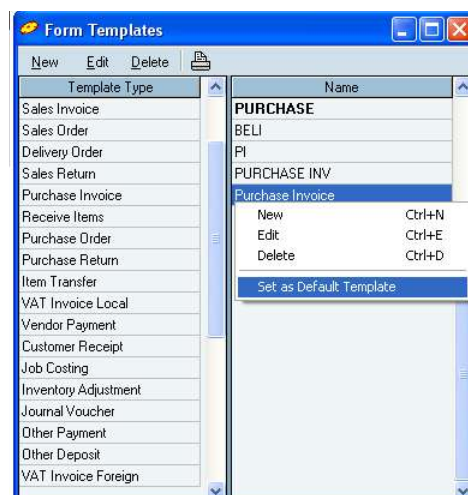 Form Templates
New Edit Delete
Template Type
Sales Invoice
Sales Order
Delivery Order
Sales Return
Purchase Invoice
Receive Items
Purchase Order
Purchase Return
Item Transfer
VAT Invoice Local
Vendor Payment
Customer Receipt
Job Costing
Inventory Adjustment
Journal Voucher
Other Payment
Other Deposit
VAT Invoice Foreign
Name
PURCHASE
BELI
PI
PURCHASE INV
Purchase Invoice
New Ctrl+N
Edit Ctrl+E
Delete Ctrl+D
Set as Default Template